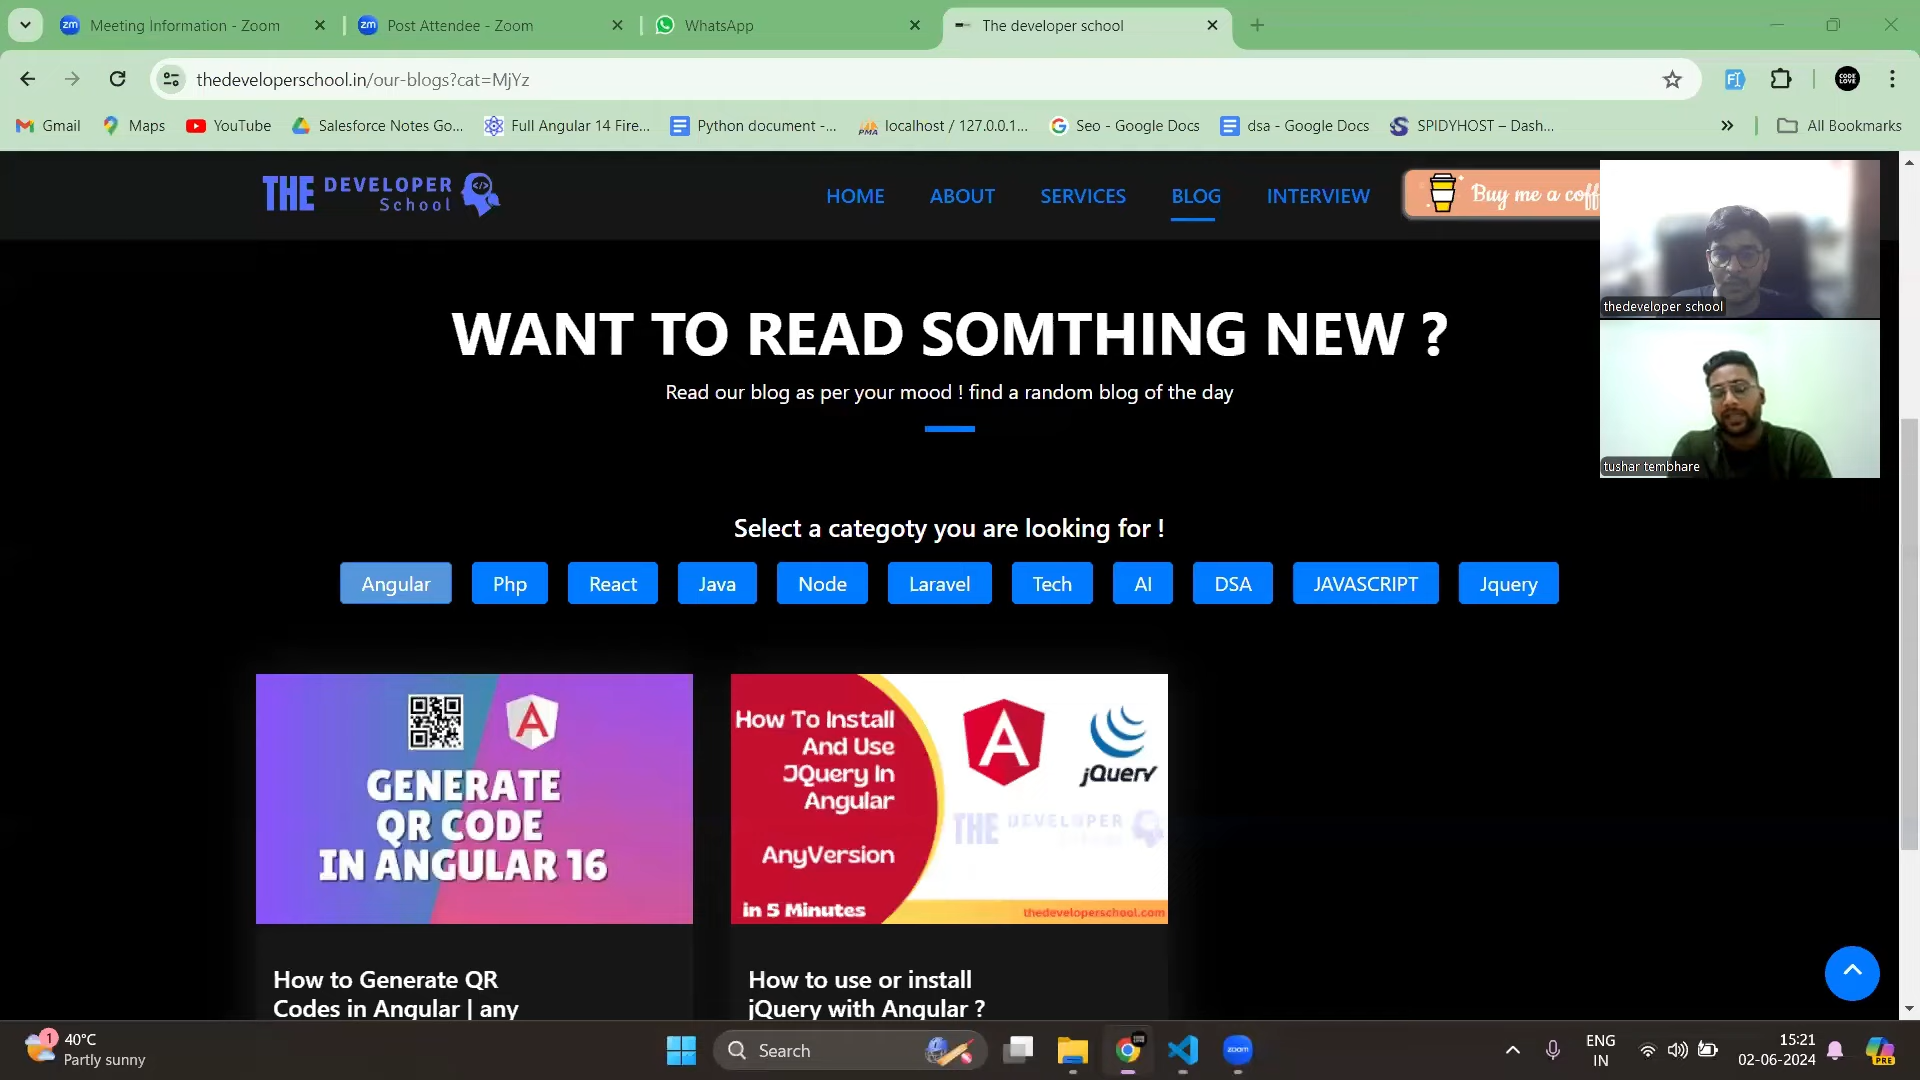 Meeting Information - Zoom
Post Attendee - Zoom
WhatsApp
The developer school
thedeveloperschool.in/our-blogs?cat=MjYz
Gmail
Maps
YouTube
Salesforce Notes Go...
Full Angular 14 Fire...
Python document -...
localhost / 127.0.0.1...
Seo - Google Docs
dsa - Google Docs
SPIDYHOST – Dash...
All Bookmarks
THE DEVELOPER
School
HOME
ABOUT
SERVICES
BLOG
INTERVIEW
Buy me a coff
thedeveloper school
tushar tembhare
WANT TO READ SOMTHING NEW ?
Read our blog as per your mood ! find a random blog of the day
Select a categoty you are looking for !
Angular
Php
React
Java
Node
Laravel
Tech
AI
DSA
JAVASCRIPT
Jquery
GENERATE
QR CODE
IN ANGULAR 16
How To Install
And Use
JQuery In
Angular
AnyVersion
in 5 Minutes
jQuery
THE DEVELOPER
thedeveloperschool.com
How to Generate QR
Codes in Angular | any
How to use or install
jQuery with Angular ?
1
40°C
Partly sunny
Search
zoom
ENG
IN
15:21
02-06-2024
PRE